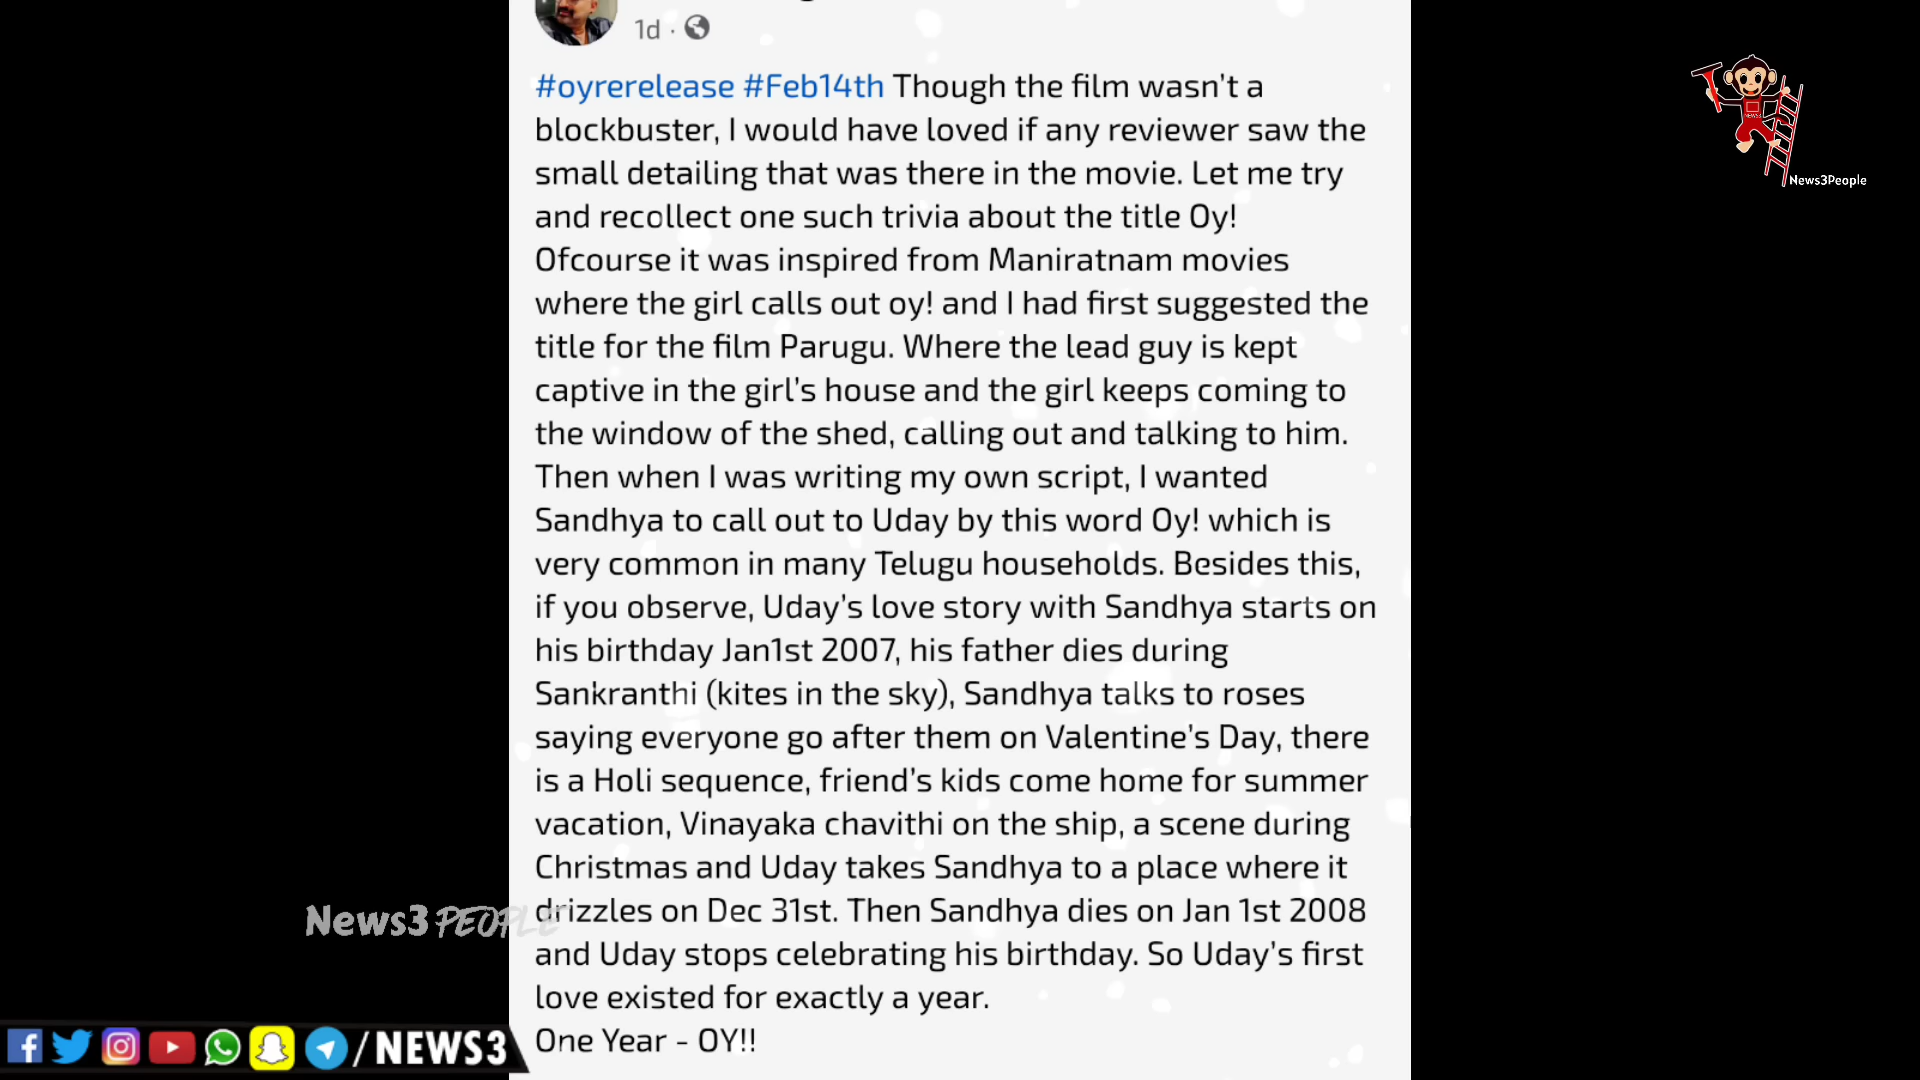 1d ·
#oyrerelease #Feb14th Though the film wasn't a
blockbuster, I would have loved if any reviewer saw the
small detailing that was there in the movie. Let me try
and recollect one such trivia about the title Oy!
Ofcourse it was inspired from Maniratnam movies
where the girl calls out oy! and I had first suggested the
title for the film Parugu. Where the lead guy is kept
captive in the girl's house and the girl keeps coming to
the window of the shed, calling out and talking to him.
Then when I was writing my own script, I wanted
Sandhya to call out to Uday by this word Oy! which is
very common in many Telugu households. Besides this,
if you observe, Uday's love story with Sandhya starts on
his birthday Jan1st 2007, his father dies during
Sankranthi (kites in the sky), Sandhya talks to roses
saying everyone go after them on Valentine's Day, there
is a Holi sequence, friend's kids come home for summer
vacation, Vinayaka chavithi on the ship, a scene during
Christmas and Uday takes Sandhya to a place where it
drizzles on Dec 31st. Then Sandhya dies on Jan 1st 2008
and Uday stops celebrating his birthday. So Uday's first
love existed for exactly a year.
One Year - OY!!
NEWS3
News3People
News3 PEOPLE
/NEWS3